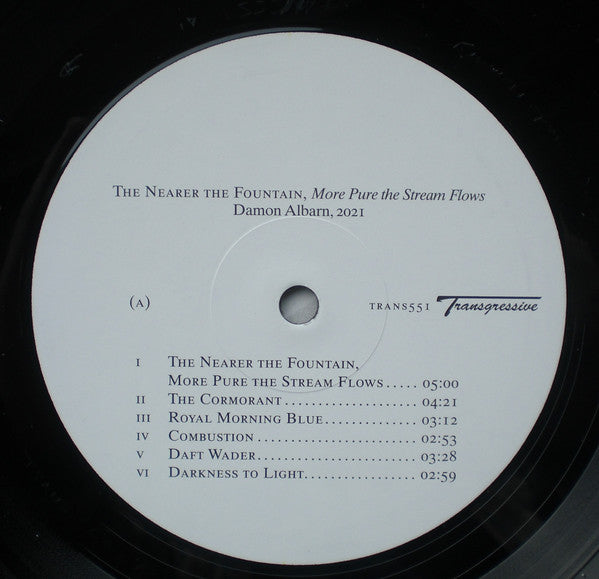 The Nearer the Fountain, More Pure the Stream Flows
Damon Albarn, 2021
(A)
TRANS551 Transgressive
I The Nearer the Fountain,
More Pure the Stream Flows ..... 05:00
II The Cormorant .................... 04:21
III Royal Morning Blue .............. 03:12
IV Combustion ........................ 02:53
V Daft Wader ........................ 03:28
VI Darkness to Light ................. 02:59